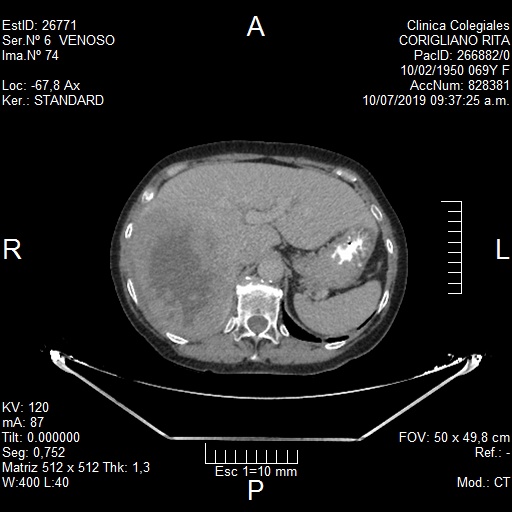 EstID: 26771
Ser.Nº 6 VENOSO
Ima.Nº 74
Loc: -67,8 Ax
Ker.: STANDARD
A
Clinica Colegiales
CORIGLIANO RITA
PacID: 266882/0
10/02/1950 069Y F
AccNum: 828381
10/07/2019 09:37:25 a.m.
R
L
KV: 120
mA: 87
Tilt: 0.000000
Seg: 0,752
Matriz 512 x 512 Thk: 1,3
W:400 L:40
Esc 1=10 mm
P
FOV: 50 x 49,8 cm
Ref.: -
Mod.: CT